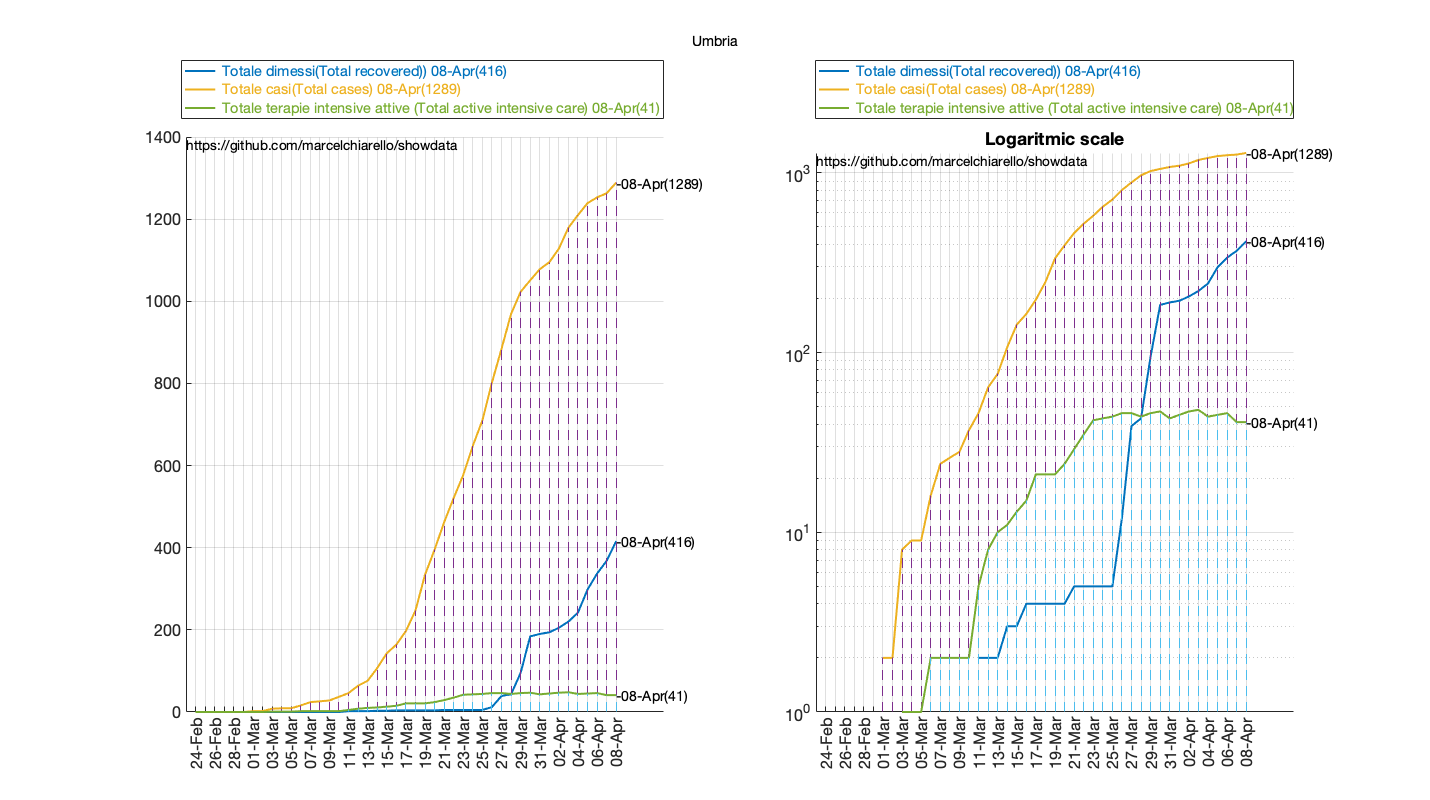 Umbria
Totale dimessi(Total recovered)) 08-Apr(416)
Totale casi(Total cases) 08-Apr(1289)
Totale terapie intensive attive (Total active intensive care) 08-Apr(41)
https://github.com/marcelchiarello/showdata
1400
1200
1000
800
600
400
200
0
-08-Apr(1289)
-08-Apr(416)
-08-Apr(41)
24-Feb
26-Feb
28-Feb
01-Mar
03-Mar
05-Mar
07-Mar
09-Mar
11-Mar
13-Mar
15-Mar
17-Mar
19-Mar
21-Mar
23-Mar
25-Mar
27-Mar
29-Mar
31-Mar
02-Apr
04-Apr
06-Apr
08-Apr
Totale dimessi(Total recovered)) 08-Apr(416)
Totale casi(Total cases) 08-Apr(1289)
Totale terapie intensive attive (Total active intensive care) 08-Apr(41)
Logaritmic scale
https://github.com/marcelchiarello/showdata
10³
10²
10¹
10⁰
-08-Apr(1289)
-08-Apr(416)
-08-Apr(41)
24-Feb
26-Feb
28-Feb
01-Mar
03-Mar
05-Mar
07-Mar
09-Mar
11-Mar
13-Mar
15-Mar
17-Mar
19-Mar
21-Mar
23-Mar
25-Mar
27-Mar
29-Mar
31-Mar
02-Apr
04-Apr
06-Apr
08-Apr